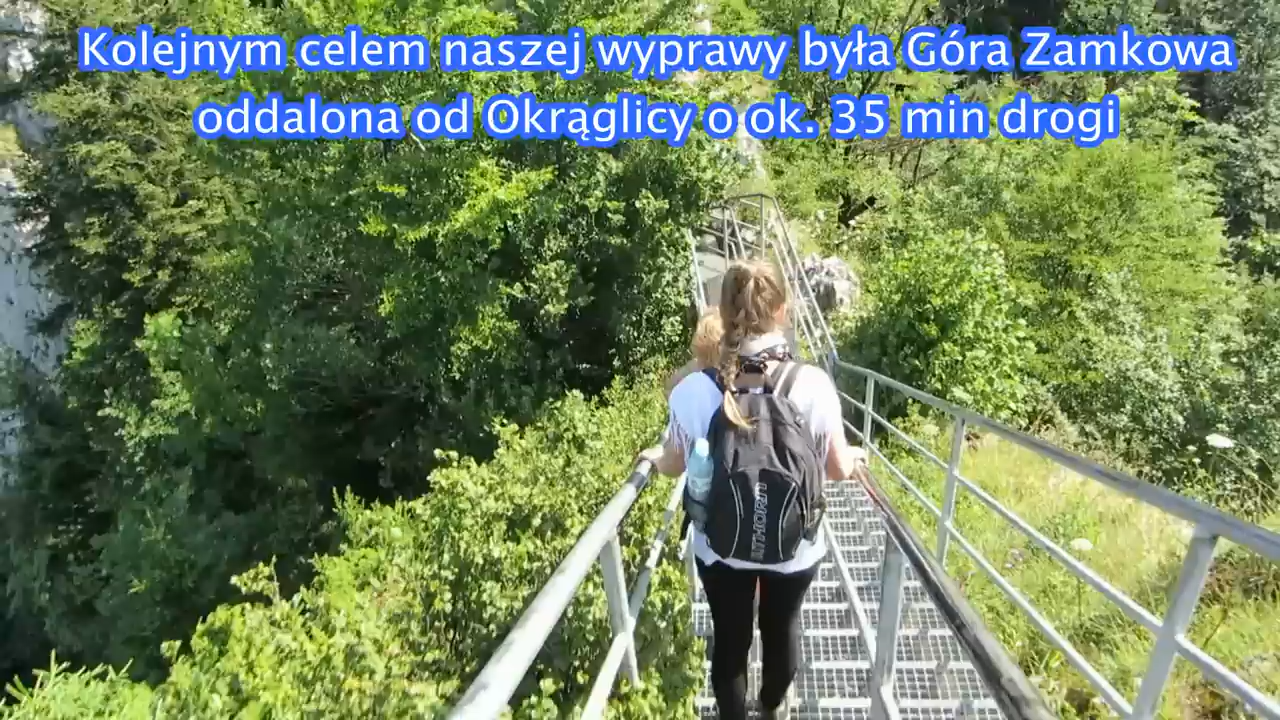 Kolejnym celem naszej wyprawy była Góra Zamkowa
oddalona od Okrąglicy o ok. 35 min drogi